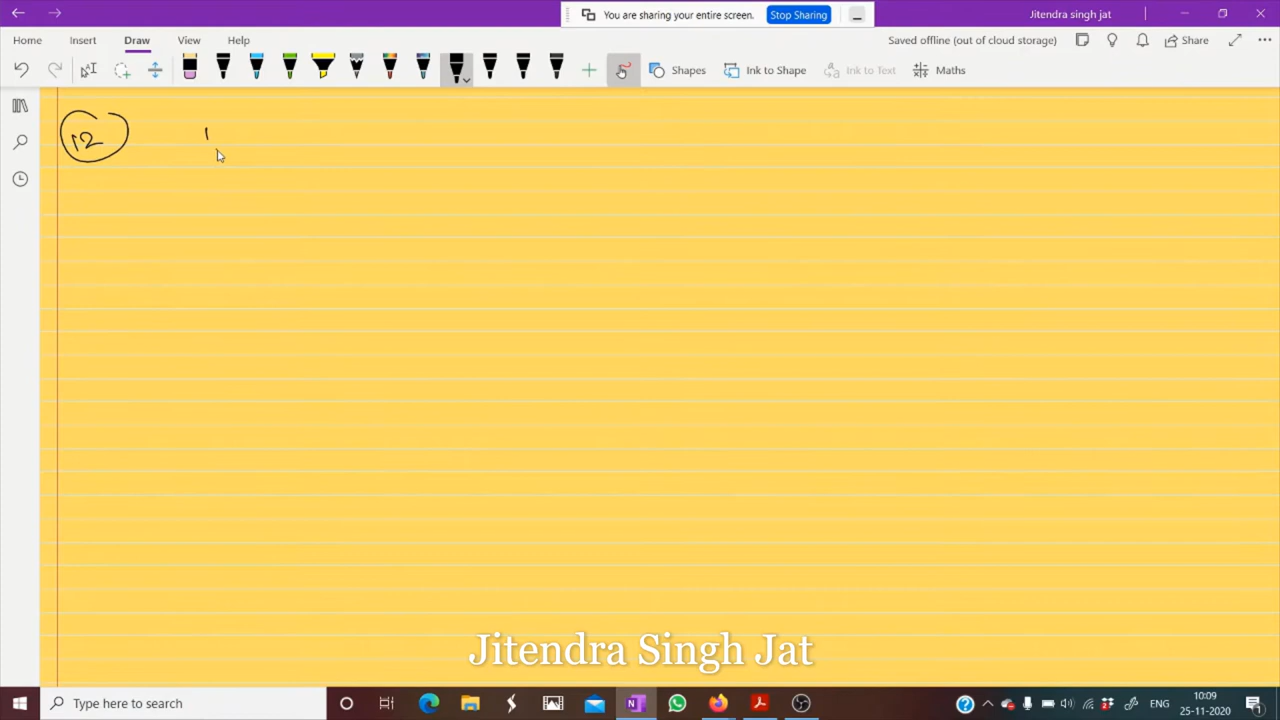 You are sharing your entire screen. Stop Sharing
Jitendra singh jat
Home Insert Draw View Help
Saved offline (out of cloud storage) Share
Shapes Ink to Shape Ink to Text Maths
12 1
Jitendra Singh Jat
Type here to search
ENG
10:09
25-11-2020
1